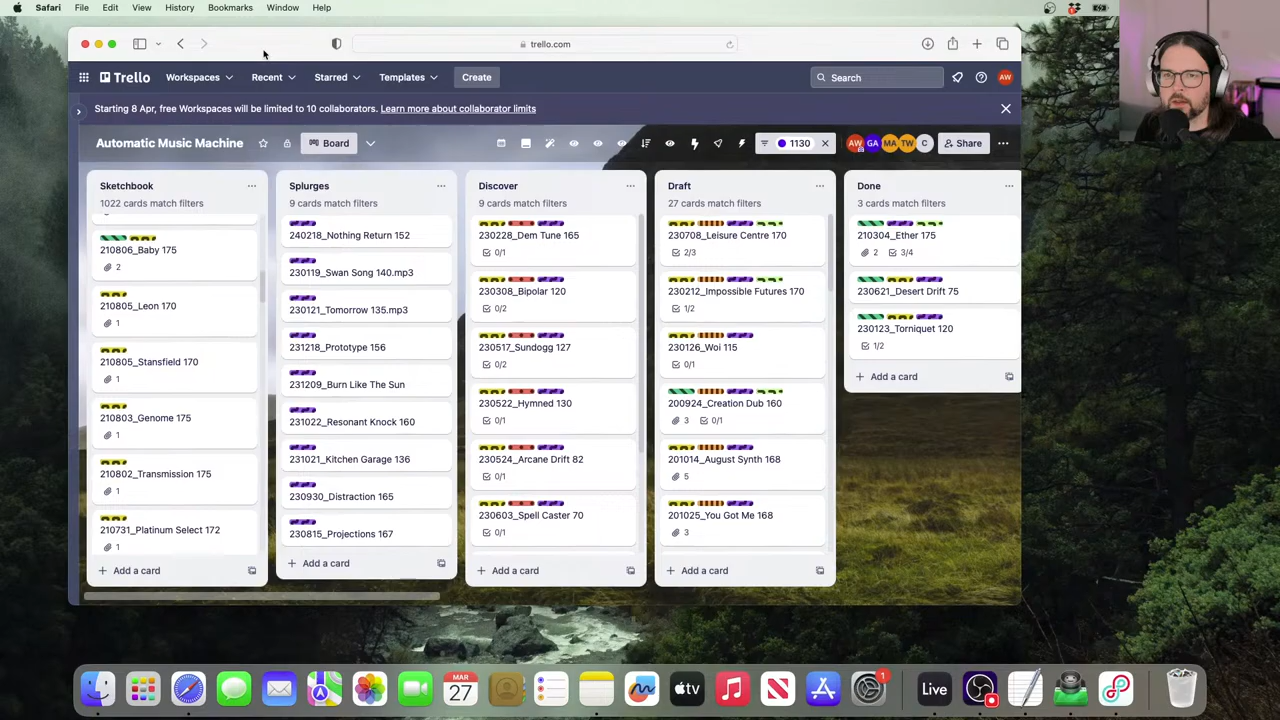 Safari File Edit View History Bookmarks Window Help
trello.com
Trello Workspaces Recent Starred Templates Create Search AW
Starting 8 Apr, free Workspaces will be limited to 10 collaborators. Learn more about collaborator limits
Automatic Music Machine Board 1130 AW GA MA TW C Share
Sketchbook
1022 cards match filters
210806_Baby 175
2
210805_Leon 170
1
210805_Stansfield 170
1
210803_Genome 175
1
210802_Transmission 175
1
210731_Platinum Select 172
1
Add a card
Splurges
9 cards match filters
240218_Nothing Return 152
230119_Swan Song 140.mp3
230121_Tomorrow 135.mp3
231218_Prototype 156
231209_Burn Like The Sun
231022_Resonant Knock 160
231021_Kitchen Garage 136
230930_Distraction 165
230815_Projections 167
Add a card
Discover
9 cards match filters
230228_Dem Tune 165
0/1
230308_Bipolar 120
0/2
230517_Sundogg 127
0/2
230522_Hymned 130
0/1
230524_Arcane Drift 82
0/1
230603_Spell Caster 70
0/1
Add a card
Draft
27 cards match filters
230708_Leisure Centre 170
2/3
230212_Impossible Futures 170
1/2
230126_Woi 115
0/1
200924_Creation Dub 160
3 0/1
201014_August Synth 168
5
201025_You Got Me 168
3
Add a card
Done
3 cards match filters
210304_Ether 175
2 3/4
230621_Desert Drift 75
230123_Torniquet 120
1/2
Add a card
MAR
27
tv
1
Live